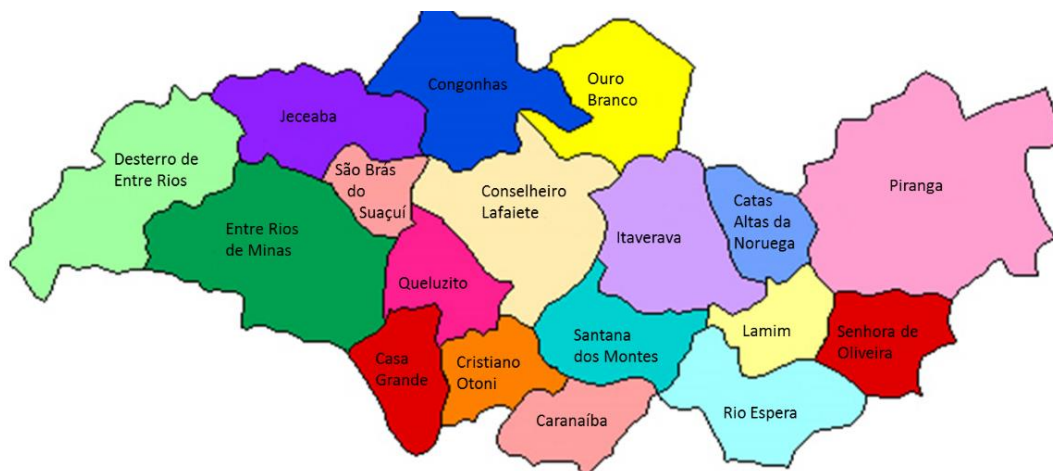 Congonhas
Ouro
Branco
Jeceaba
Desterro de
Entre Rios
São Brás
do
Suaçuí
Conselheiro
Lafaiete
Piranga
Catas
Altas da
Noruega
Entre Rios
de Minas
Itaverava
Queluzito
Santana
dos Montes
Lamim
Senhora de
Oliveira
Casa
Grande
Cristiano
Otoni
Caranaíba
Rio Espera